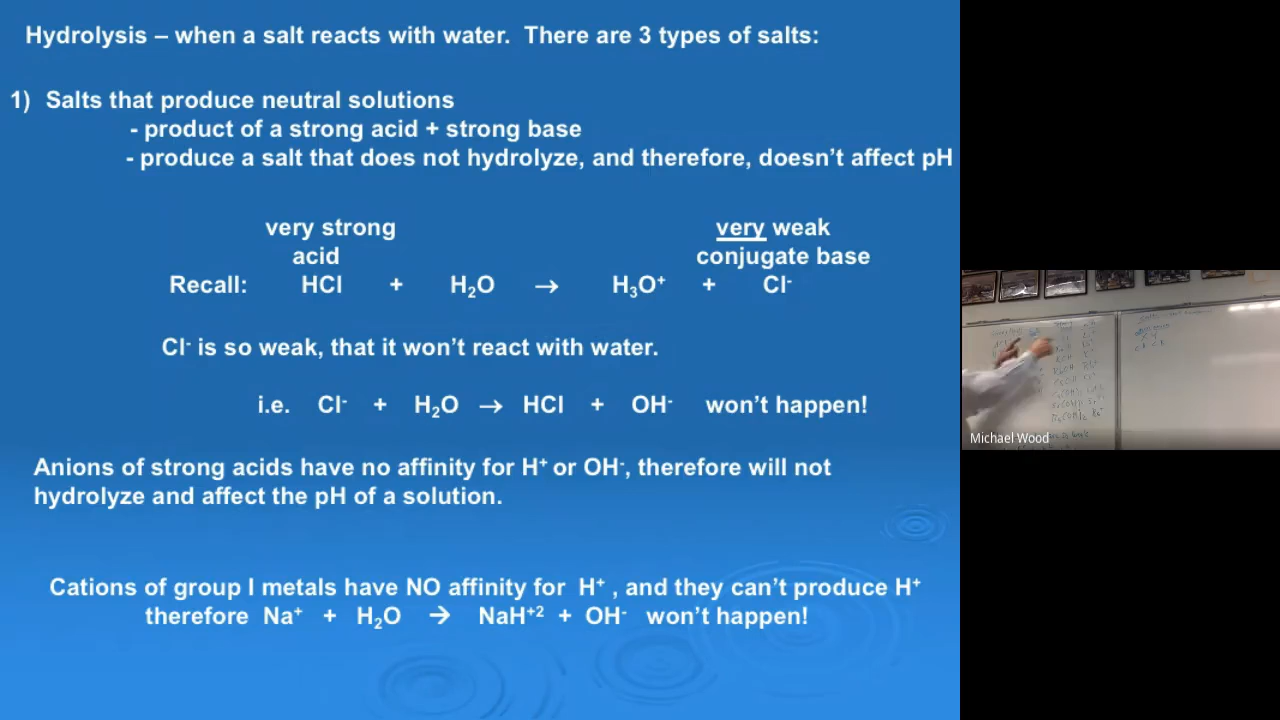 Hydrolysis – when a salt reacts with water.  There are 3 types of salts:
1)  Salts that produce neutral solutions
- product of a strong acid + strong base
- produce a salt that does not hydrolyze, and therefore, doesn’t affect pH
very strong very weak
acid conjugate base
Recall: HCl + H₂O → H₃O⁺ + Cl⁻
Cl⁻ is so weak, that it won’t react with water.
i.e. Cl⁻ + H₂O → HCl + OH⁻ won’t happen!
Anions of strong acids have no affinity for H⁺ or OH⁻, therefore will not
hydrolyze and affect the pH of a solution.
Cations of group I metals have NO affinity for H⁺ , and they can’t produce H⁺
therefore Na⁺ + H₂O → NaH⁺² + OH⁻ won’t happen!
Michael Wood